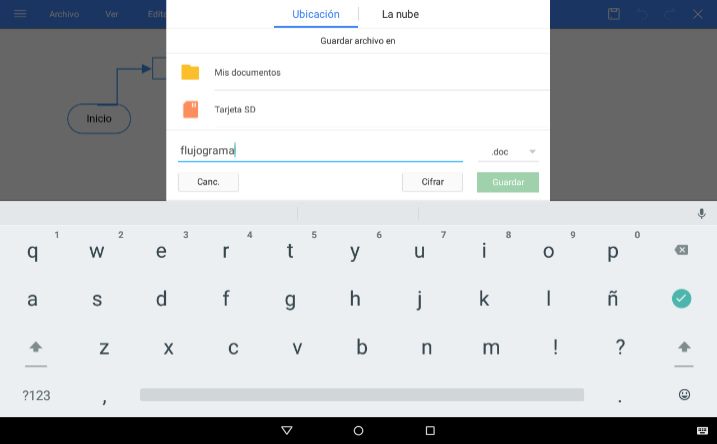 Archivo Ver Edita
Ubicación La nube
Guardar archivo en
Mis documentos
Tarjeta SD
Inicio
flujograma .doc
Canc. Cifrar Guardar
1 2 3 4 5 6 7 8 9 0
q w e r t y u i o p
a s d f g h j k l ñ
z x c v b n m ! ?
?123 , .